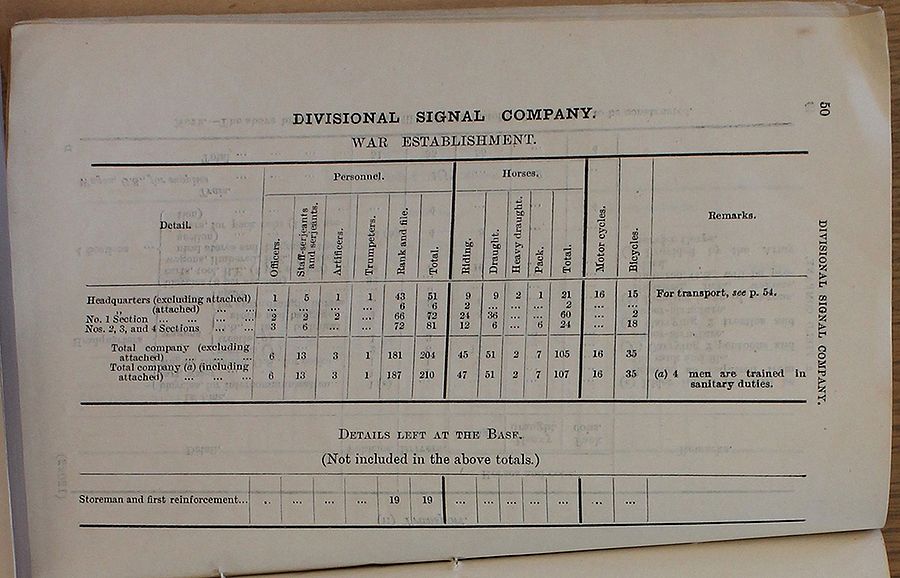 DIVISIONAL SIGNAL COMPANY.
WAR ESTABLISHMENT.
Detail. Personnel. Horses. Motor cycles. Bicycles. Remarks.
Officers. Staff-serjeants and serjeants. Artificers. Trumpeters. Rank and file. Total. Riding. Draught. Heavy draught. Pack. Total.
Headquarters (excluding attached) 1 5 1 1 43 51 9 9 2 1 21 16 15 For transport, see p. 54.
(attached) ... ... ... ... ... ... 6 6 2 ... ... ... 2 ... ...
No. 1 Section ... ... ... ... 2 2 2 ... 66 72 24 36 ... ... 60 ... 2
Nos. 2, 3, and 4 Sections ... ... 3 6 ... ... 72 81 12 6 ... 6 24 ... 18
Total company (excluding
attached) ... ... ... 6 13 3 1 181 204 45 51 2 7 105 16 35
Total company (a) (including
attached) ... ... ... 6 13 3 1 187 210 47 51 2 7 107 16 35 (a) 4 men are trained in
sanitary duties.
DETAILS LEFT AT THE BASE.
(Not included in the above totals.)
Storeman and first reinforcement... ... ... ... ... 19 19 ... ... ... ... ... ... ...
50
DIVISIONAL SIGNAL COMPANY.